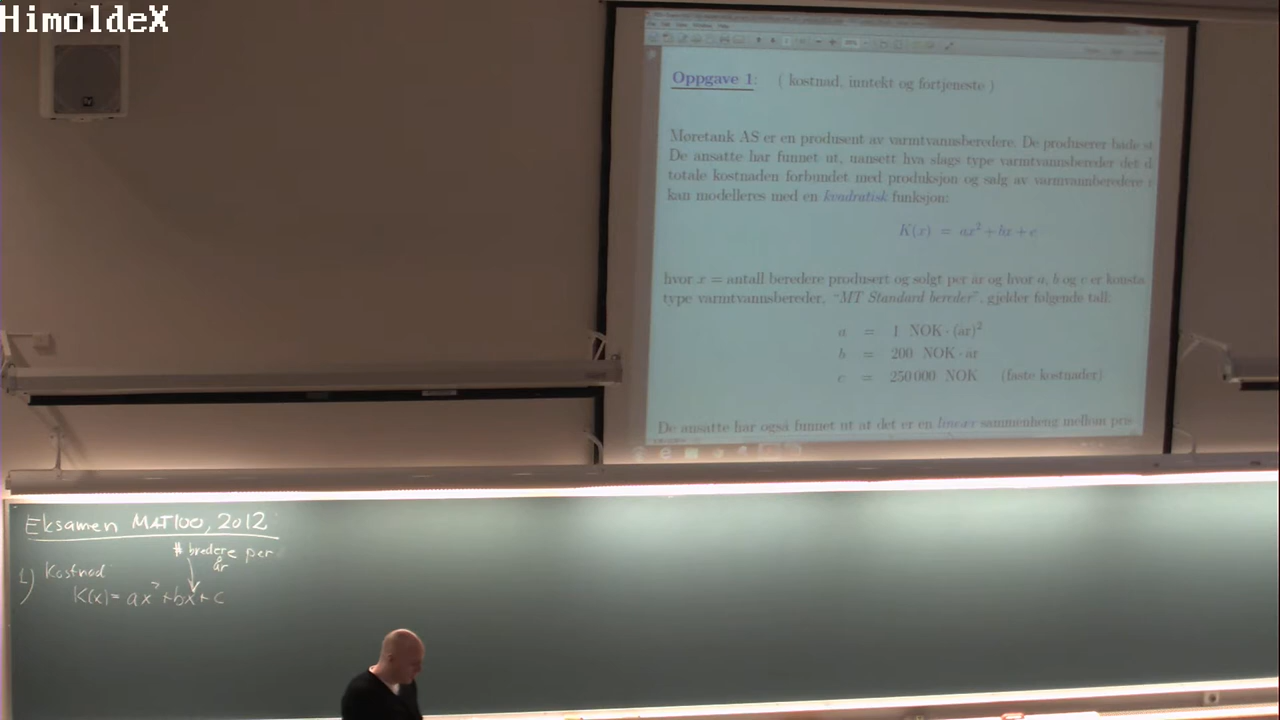 HimoldeX
Oppgave 1: ( kostnad, inntekt og fortjeneste )
Møretank AS er en produsent av varmtvannsberedere. De produserer både st
De ansatte har funnet ut, uansett hva slags type varmtvannsbereder det d
totale kostnaden forbundet med produksjon og salg av varmvannberedere
kan modelleres med en kvadratisk funksjon:
K(x) = ax² + bx + c
hvor x = antall beredere produsert og solgt per år og hvor a, b og c er konsta
type varmtvannsbereder, "MT Standard bereder", gjelder følgende tall:
a = 1 NOK · (år)²
b = 200 NOK · år
c = 250 000 NOK (faste kostnader)
De ansatte har også funnet ut at det er en lineær sammenheng mellom pris
Eksamen MAT100, 2012
# bredere per
år
1) Kostnad
K(x) = ax² + bx + c